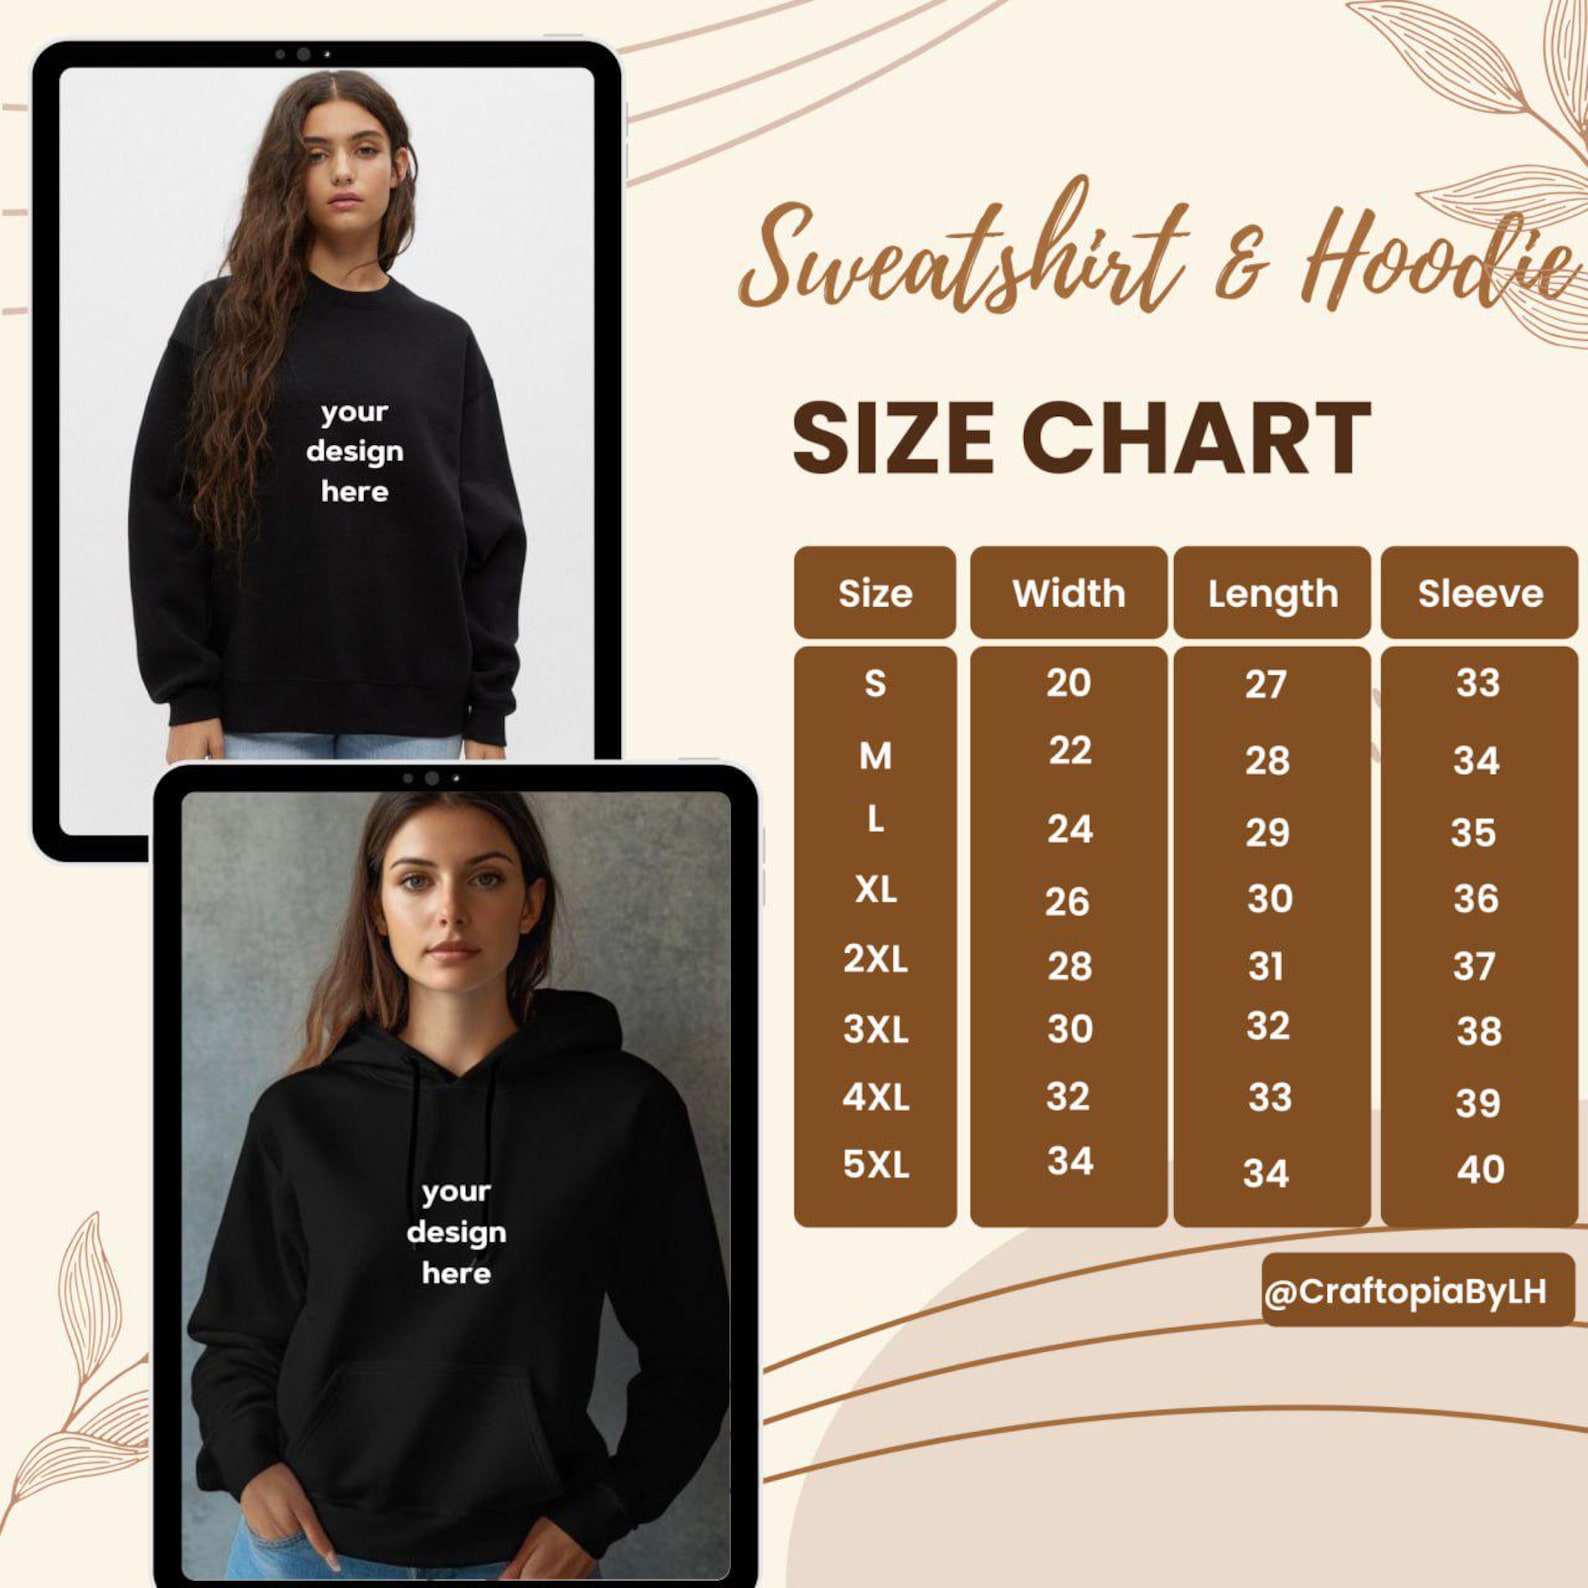 Sweatshirt & Hoodie
SIZE CHART
Size Width Length Sleeve
S 20 27 33
M 22 28 34
L 24 29 35
XL 26 30 36
2XL 28 31 37
3XL 30 32 38
4XL 32 33 39
5XL 34 34 40
@CraftopiaByLH
your
design
here
your
design
here